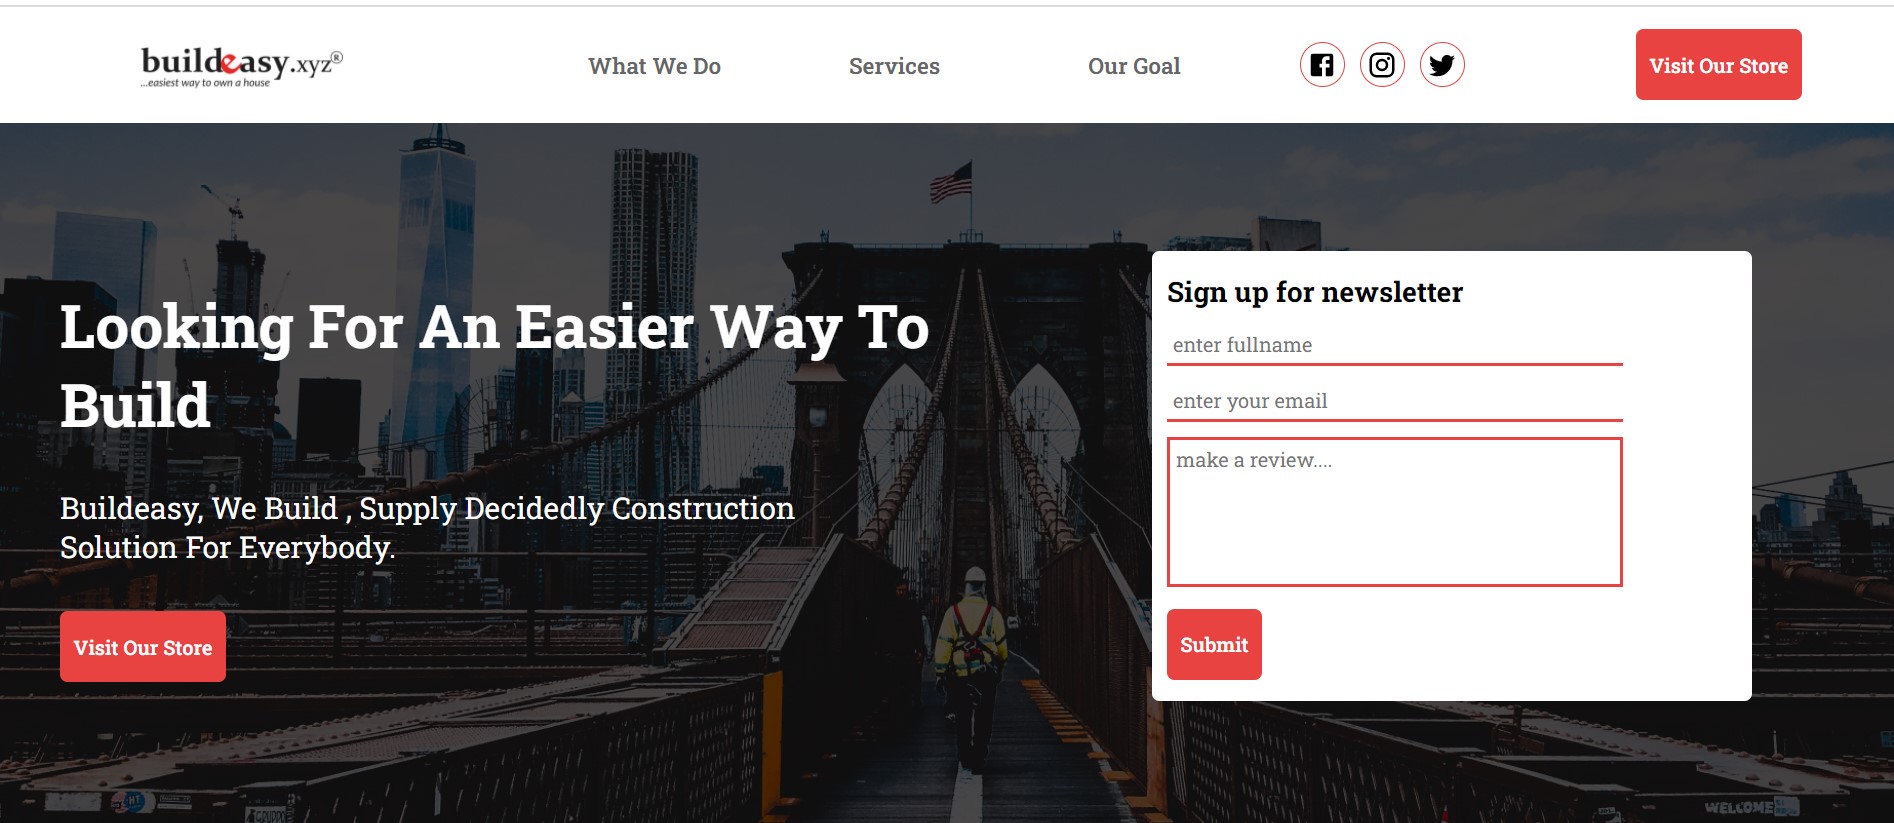 buildeasy.xyz®
...easiest way to own a house
What We Do
Services
Our Goal
Visit Our Store
Looking For An Easier Way To
Build
Buildeasy, We Build , Supply Decidedly Construction
Solution For Everybody.
Visit Our Store
Sign up for newsletter
enter fullname
enter your email
make a review....
Submit
WELCOME